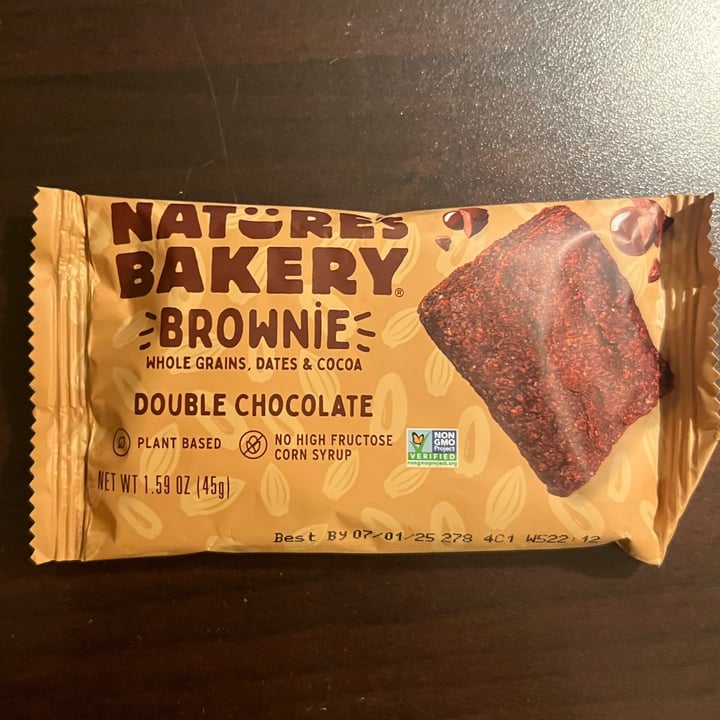 NATURE'S
BAKERY®
BROWNiE
WHOLE GRAINS, DATES & COCOA
DOUBLE CHOCOLATE
PLANT BASED
NO HIGH FRUCTOSE
CORN SYRUP
NON
GMO
Project
VERIFIED
nongmoproject.org
NET WT 1.59 OZ (45g)
Best By 07/01/25 278 4C1 W522:12